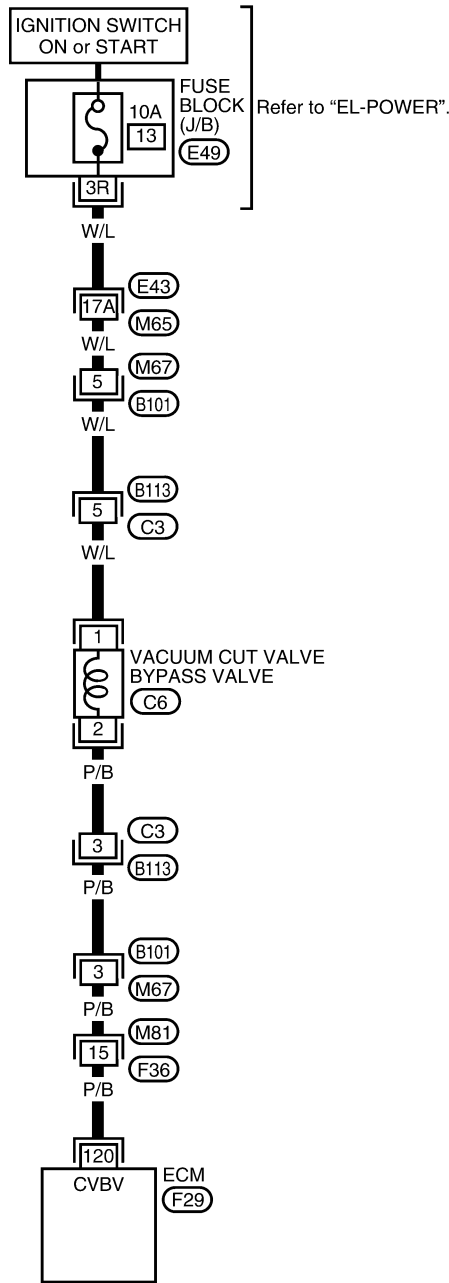 IGNITION SWITCH
ON or START
FUSE
BLOCK
(J/B)
10A
13
E49
Refer to “EL-POWER”.
3R
W/L
E43
17A
M65
W/L
M67
5
B101
W/L
B113
5
C3
W/L
1
VACUUM CUT VALVE
BYPASS VALVE
C6
2
P/B
C3
3
B113
P/B
B101
3
M67
P/B
M81
15
F36
P/B
120
CVBV
ECM
F29